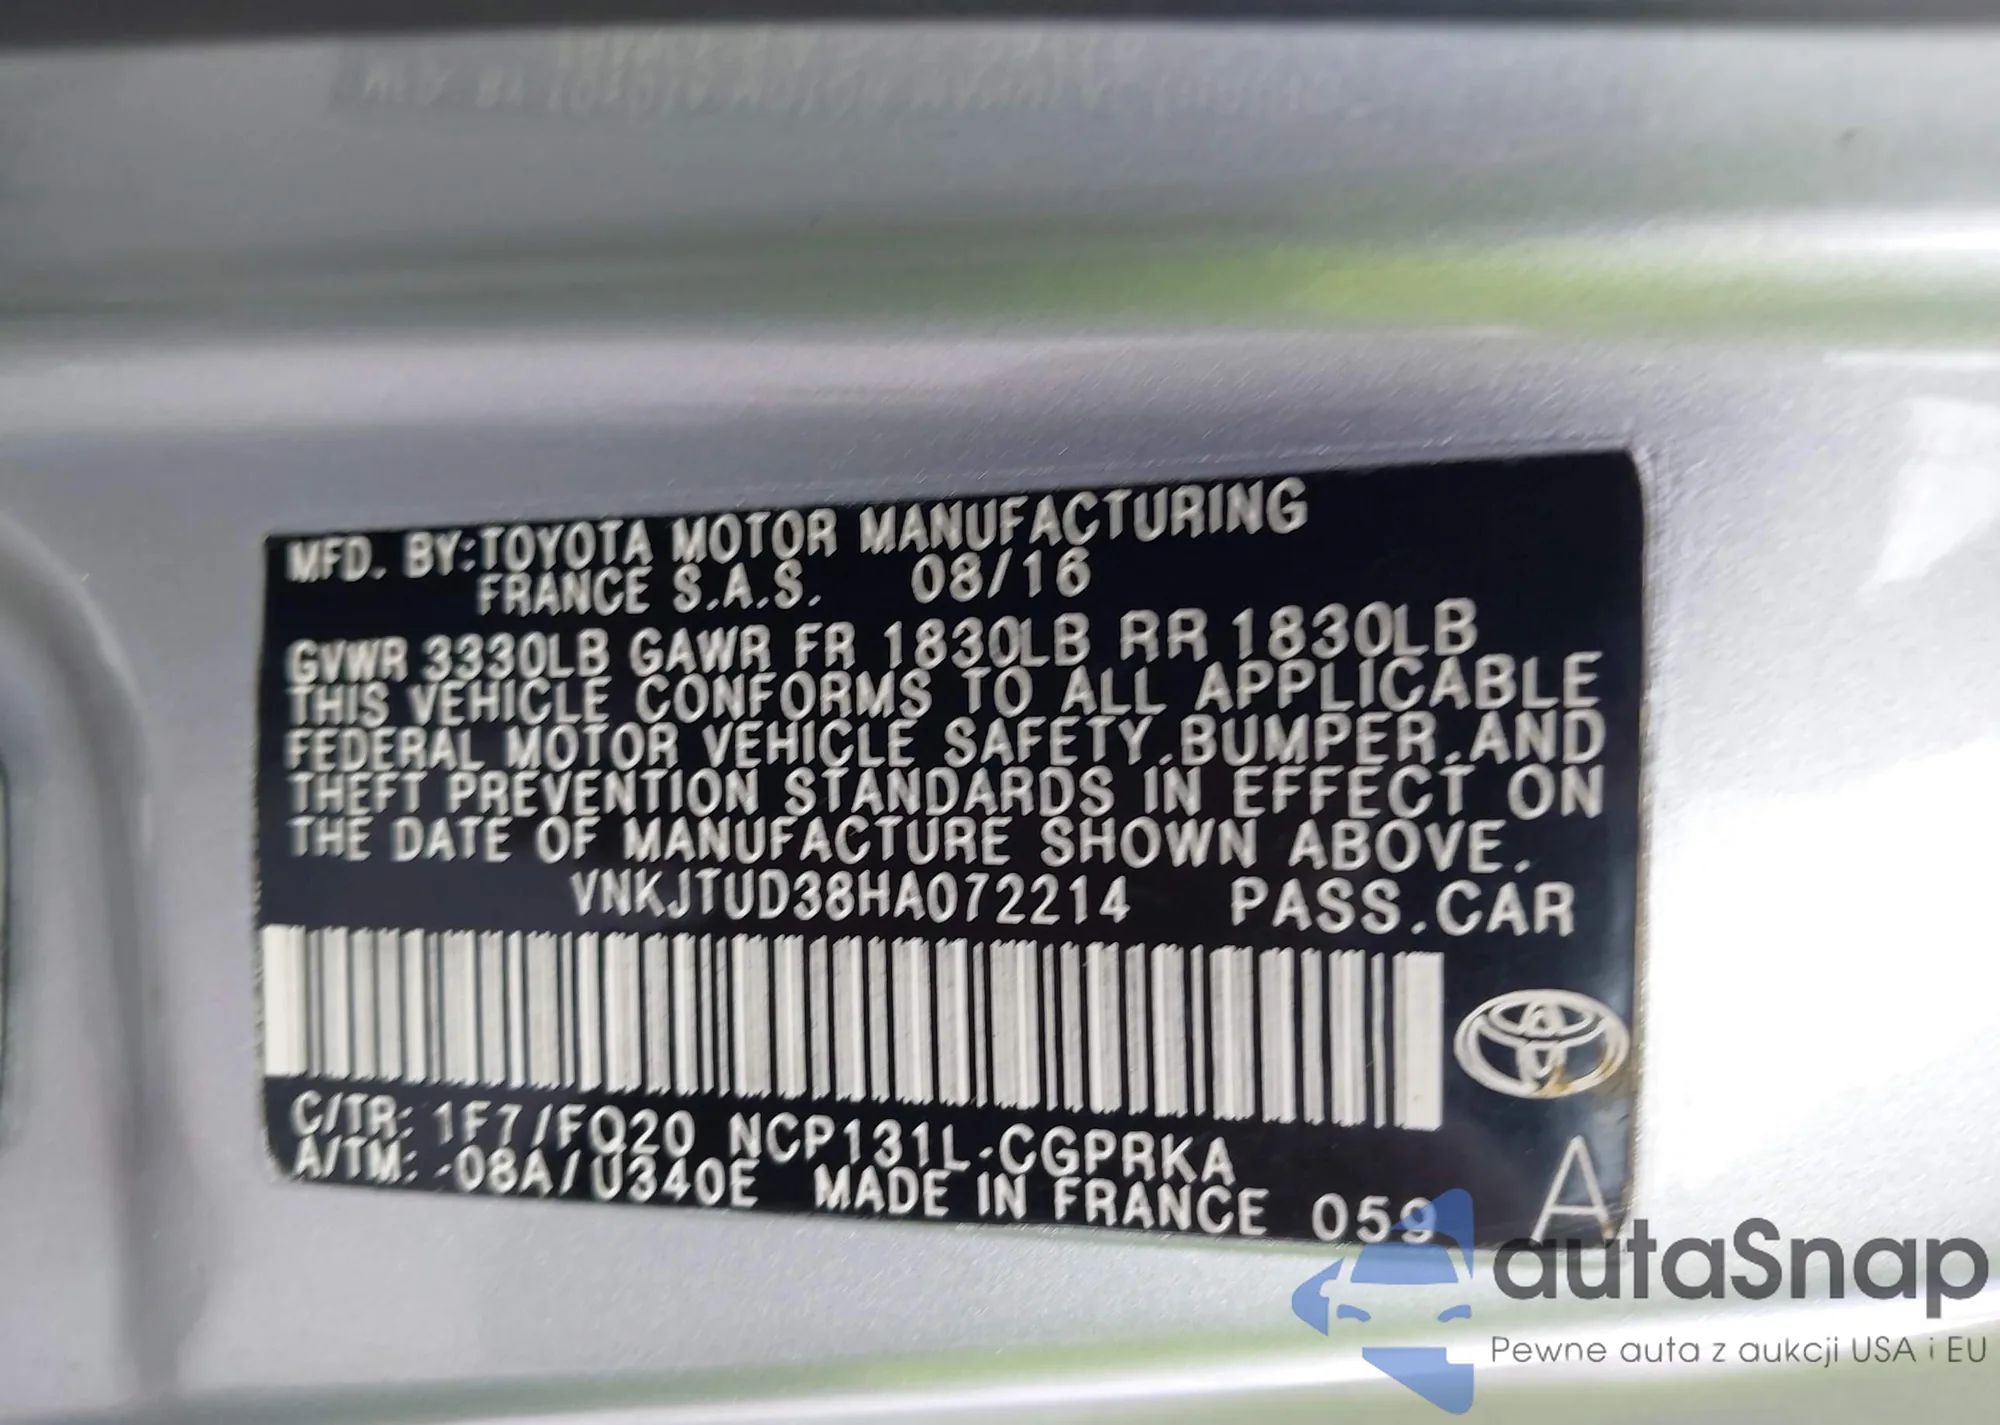 MFD. BY:TOYOTA MOTOR MANUFACTURING
FRANCE S.A.S. 08/16
GVWR 3330LB GAWR FR 1830LB RR 1830LB
THIS VEHICLE CONFORMS TO ALL APPLICABLE
FEDERAL MOTOR VEHICLE SAFETY,BUMPER,AND
THEFT PREVENTION STANDARDS IN EFFECT ON
THE DATE OF MANUFACTURE SHOWN ABOVE.
VNKJTUD38HA072214 PASS.CAR
C/TR: 1F7/FQ20 NCP131L-CGPRKA
A/TM: -08A/U340E MADE IN FRANCE 059
A
autaSnap
Pewne auta z aukcji USA i EU